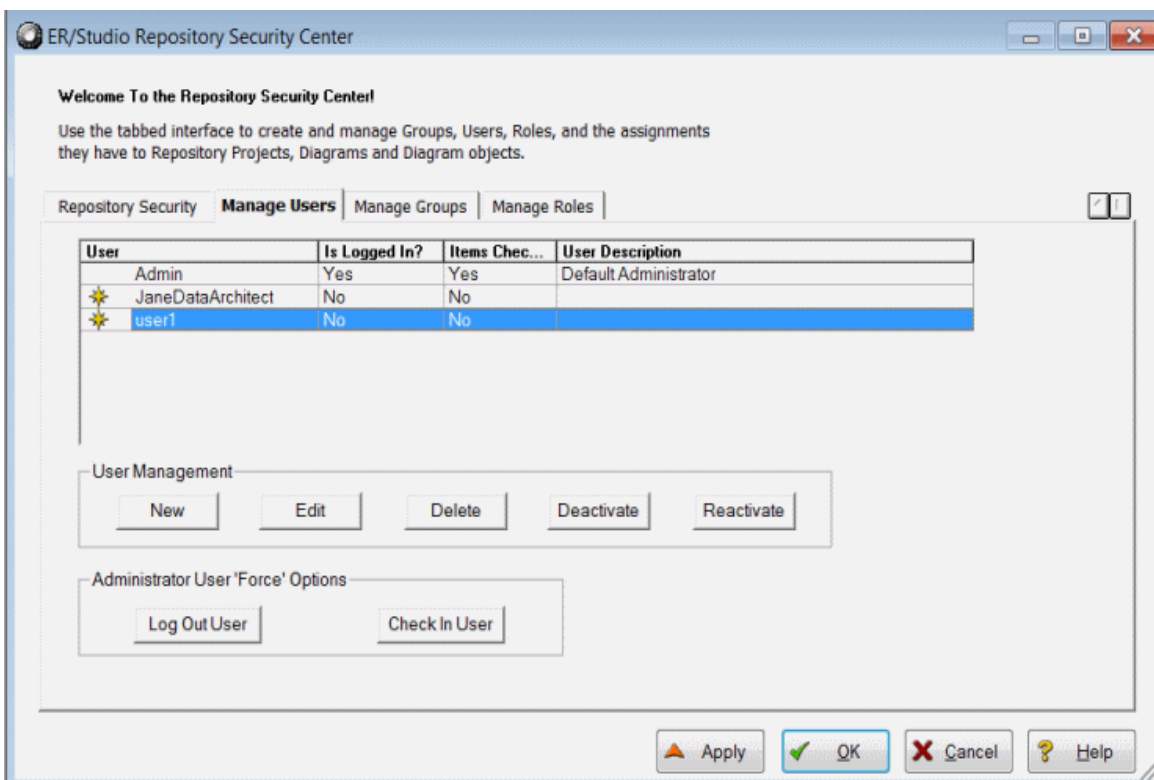 ER/Studio Repository Security Center
Welcome To the Repository Security Center!
Use the tabbed interface to create and manage Groups, Users, Roles, and the assignments
they have to Repository Projects, Diagrams and Diagram objects.
Repository Security Manage Users Manage Groups Manage Roles
User Is Logged In? Items Chec... User Description
Admin Yes Yes Default Administrator
JaneDataArchitect No No
user1 No No
User Management
New Edit Delete Deactivate Reactivate
Administrator User 'Force' Options
Log Out User Check In User
Apply OK Cancel Help